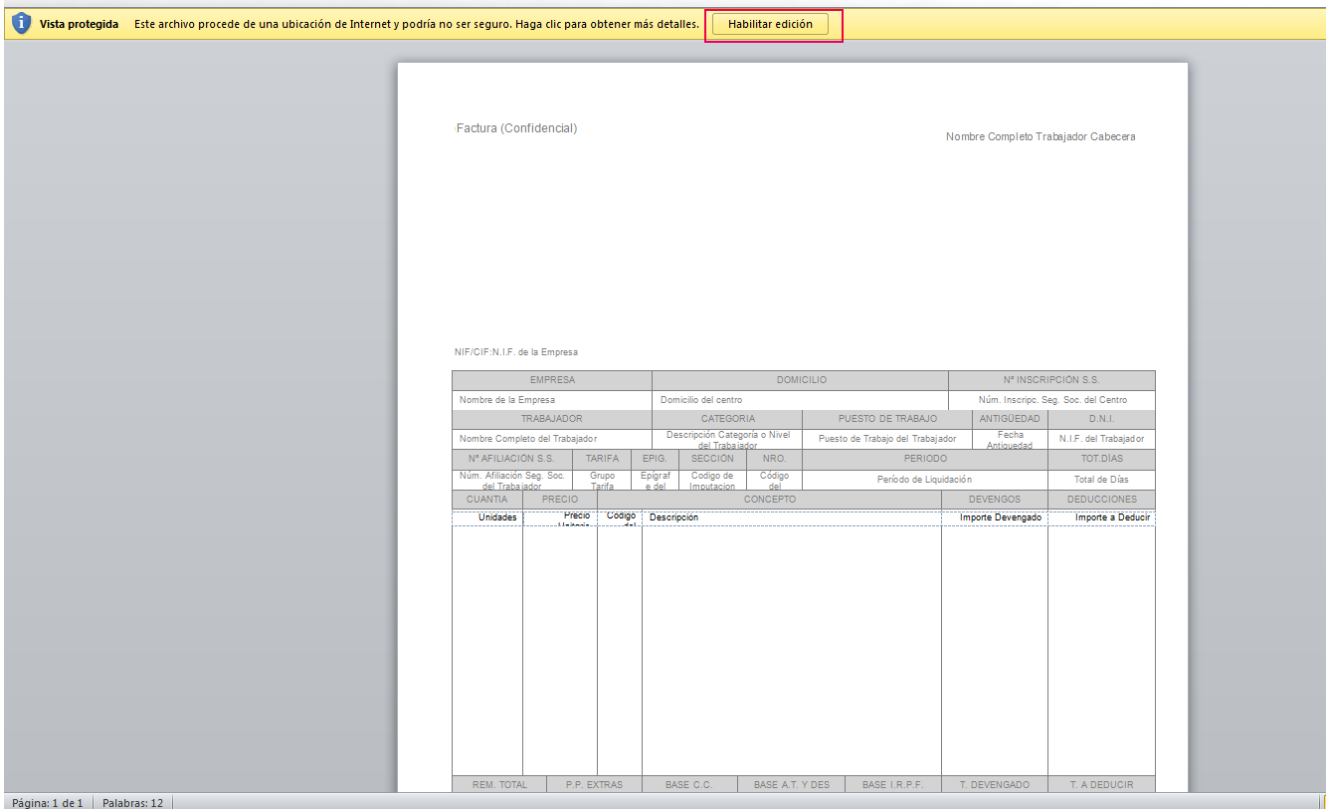 Vista protegida Este archivo procede de una ubicación de Internet y podría no ser seguro. Haga clic para obtener más detalles. Habilitar edición
Factura (Confidencial)
Nombre Completo Trabajador Cabecera
NIF/CIF:N.I.F. de la Empresa
EMPRESA DOMICILIO Nª INSCRIPCIÓN S.S.
Nombre de la Empresa Domicilio del centro Núm. Inscripc. Seg. Soc. del Centro
TRABAJADOR CATEGORIA PUESTO DE TRABAJO ANTIGÜEDAD D.N.I.
Nombre Completo del Trabajador Descripción Categoría o Nivel del Trabajador Puesto de Trabajo del Trabajador Fecha Antiguedad N.I.F. del Trabajador
Nª AFILIACIÓN S.S. TARIFA EPIG. SECCIÓN NRO. PERIODO TOT.DÍAS
Núm. Afiliación Seg. Soc. del Trabajador Grupo Tarifa Epígraf e del Codigo de Imputacion Código del Período de Liquidación Total de Días
CUANTIA PRECIO CONCEPTO DEVENGOS DEDUCCIONES
Unidades Precio Código Descripción Importe Devengado Importe a Deducir
REM. TOTAL P.P. EXTRAS BASE C.C. BASE A.T. Y DES BASE I.R.P.F. T. DEVENGADO T. A DEDUCIR
Página: 1 de 1 Palabras: 12